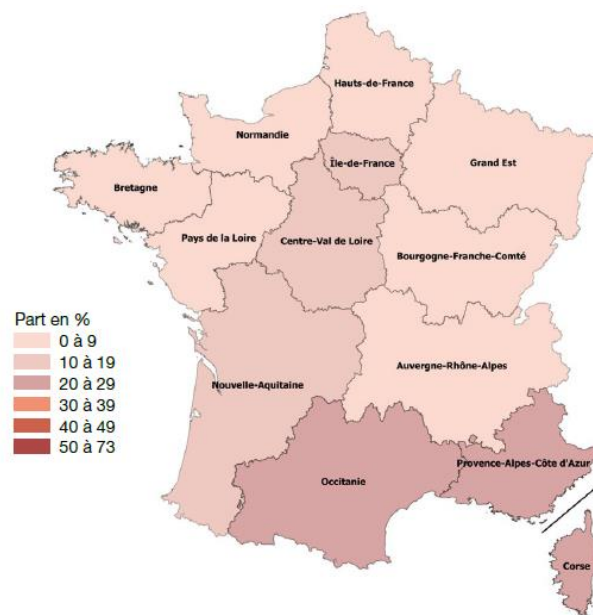 Hauts-de-France
Normandie
Île-de-France
Grand Est
Bretagne
Pays de la Loire
Centre-Val de Loire
Bourgogne-Franche-Comté
Part en %
0 à 9
10 à 19
20 à 29
30 à 39
40 à 49
50 à 73
Auvergne-Rhône-Alpes
Nouvelle-Aquitaine
Provence-Alpes-Côte d'Azur
Occitanie
Corse